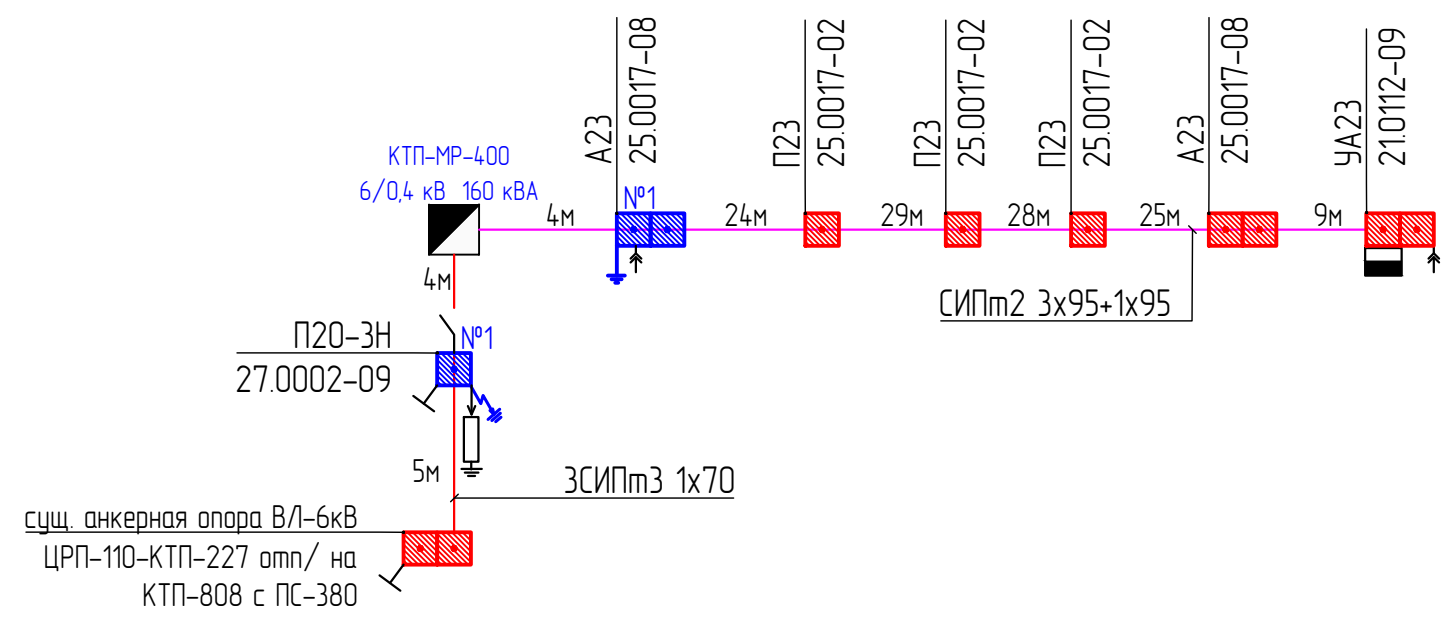 А23
25.0017-08
П23
25.0017-02
П23
25.0017-02
П23
25.0017-02
А23
25.0017-08
УА23
21.0112-09
КТП-МР-400
6/0,4 кВ 160 кВА
4м
№1
24м
29м
28м
25м
9м
4м
СИПт2 3х95+1х95
П20-3Н
27.0002-09
№1
5м
3СИПт3 1х70
сущ. анкерная опора ВЛ-6кВ
ЦРП-110-КТП-227 отп/ на
КТП-808 с ПС-380